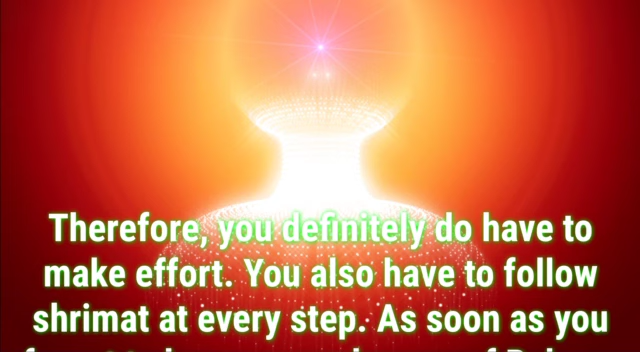 Therefore, you definitely do have to
make effort. You also have to follow
shrimat at every step. As soon as you